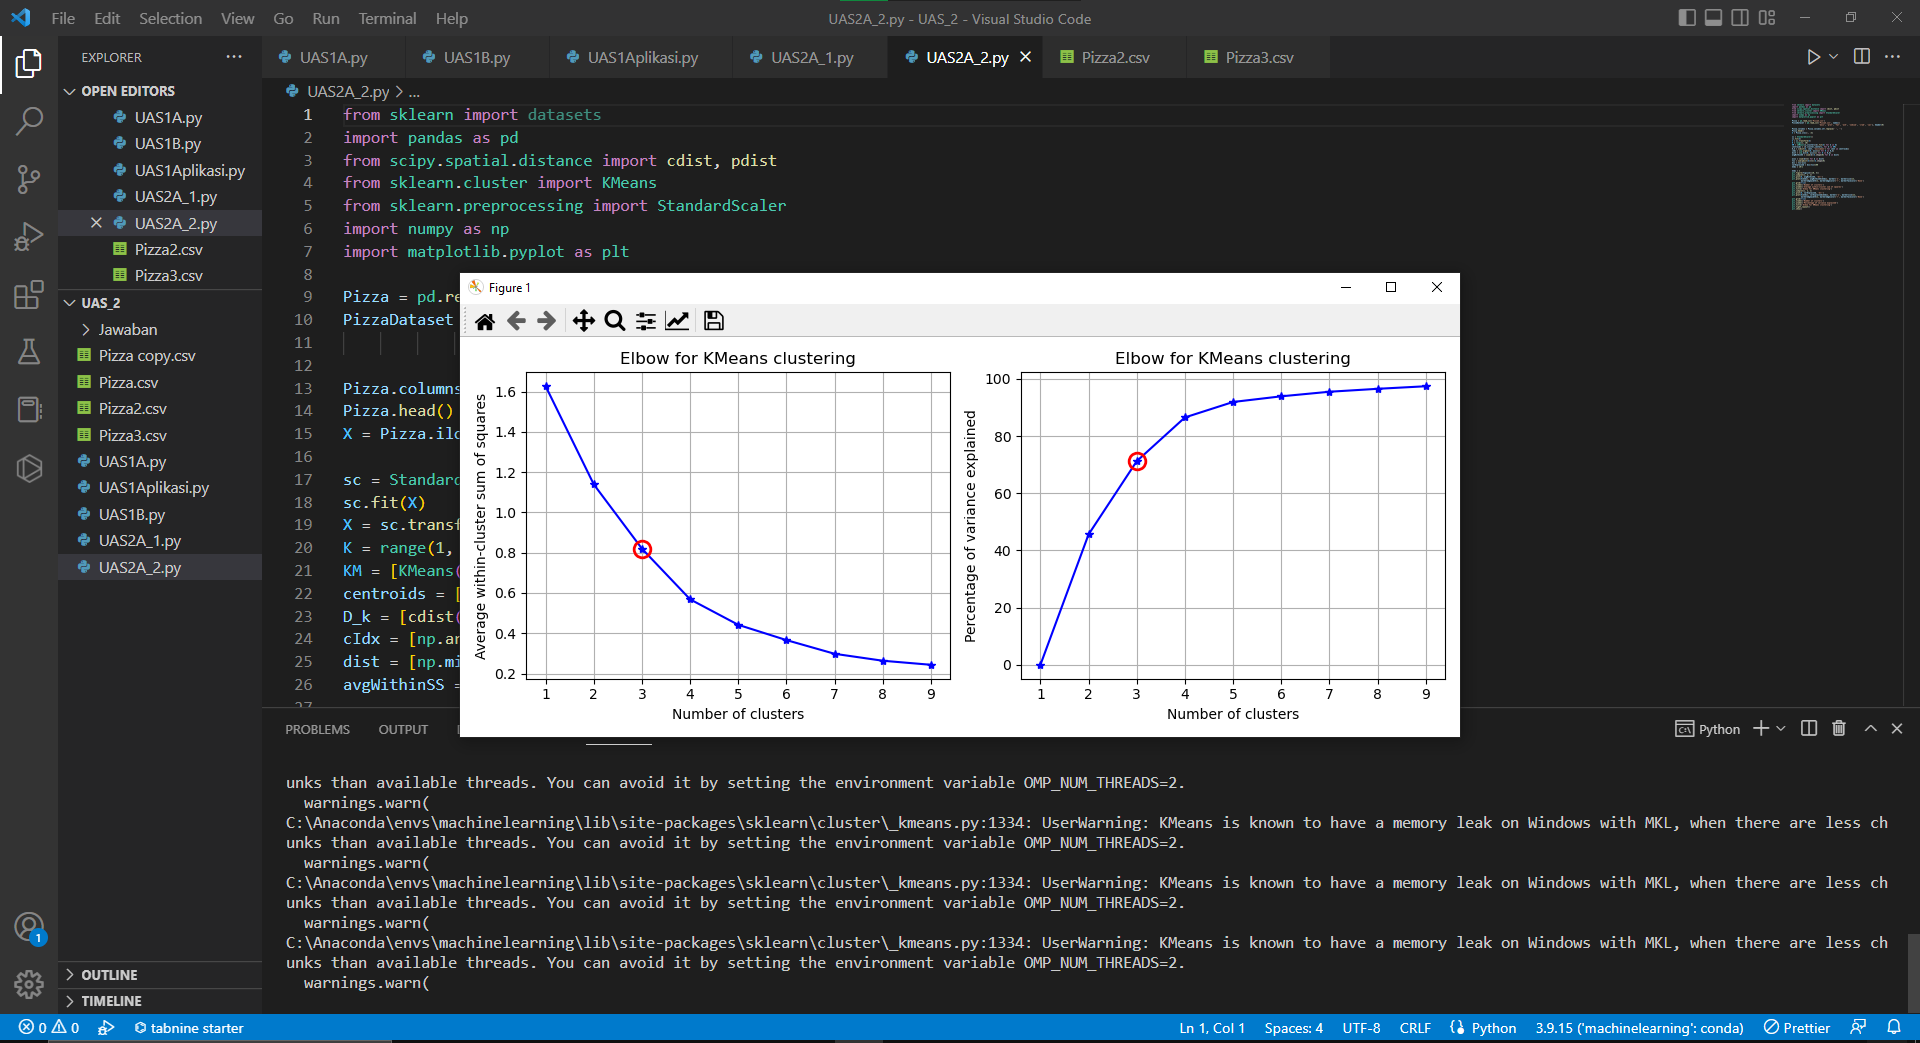 File Edit Selection View Go Run Terminal Help
UAS2A_2.py - UAS_2 - Visual Studio Code
EXPLORER
UAS1A.py
UAS1B.py
UAS1Aplikasi.py
UAS2A_1.py
UAS2A_2.py
Pizza2.csv
Pizza3.csv
OPEN EDITORS
UAS1A.py
UAS1B.py
UAS1Aplikasi.py
UAS2A_1.py
UAS2A_2.py
Pizza2.csv
Pizza3.csv
UAS_2
Jawaban
Pizza copy.csv
Pizza.csv
Pizza2.csv
Pizza3.csv
UAS1A.py
UAS1Aplikasi.py
UAS1B.py
UAS2A_1.py
UAS2A_2.py
OUTLINE
TIMELINE
UAS2A_2.py > ...
1 from sklearn import datasets
2 import pandas as pd
3 from scipy.spatial.distance import cdist, pdist
4 from sklearn.cluster import KMeans
5 from sklearn.preprocessing import StandardScaler
6 import numpy as np
7 import matplotlib.pyplot as plt
8
9 Pizza = pd.re
10 PizzaDataset
11
12
13 Pizza.columns
14 Pizza.head()
15 X = Pizza.ilo
16
17 sc = Standard
18 sc.fit(X)
19 X = sc.transf
20 K = range(1,
21 KM = [KMeans(
22 centroids = [
23 D_k = [cdist(
24 cIdx = [np.ar
25 dist = [np.mi
26 avgWithinSS =
27
Figure 1
Elbow for KMeans clustering
Average within-cluster sum of squares
1.6
1.4
1.2
1.0
0.8
0.6
0.4
0.2
1 2 3 4 5 6 7 8 9
Number of clusters
Elbow for KMeans clustering
Percentage of variance explained
100
80
60
40
20
0
1 2 3 4 5 6 7 8 9
Number of clusters
PROBLEMS OUTPUT
Python
unks than available threads. You can avoid it by setting the environment variable OMP_NUM_THREADS=2.
warnings.warn(
C:\Anaconda\envs\machinelearning\lib\site-packages\sklearn\cluster\_kmeans.py:1334: UserWarning: KMeans is known to have a memory leak on Windows with MKL, when there are less ch
unks than available threads. You can avoid it by setting the environment variable OMP_NUM_THREADS=2.
warnings.warn(
C:\Anaconda\envs\machinelearning\lib\site-packages\sklearn\cluster\_kmeans.py:1334: UserWarning: KMeans is known to have a memory leak on Windows with MKL, when there are less ch
unks than available threads. You can avoid it by setting the environment variable OMP_NUM_THREADS=2.
warnings.warn(
C:\Anaconda\envs\machinelearning\lib\site-packages\sklearn\cluster\_kmeans.py:1334: UserWarning: KMeans is known to have a memory leak on Windows with MKL, when there are less ch
unks than available threads. You can avoid it by setting the environment variable OMP_NUM_THREADS=2.
warnings.warn(
1
0 0 tabnine starter
Ln 1, Col 1 Spaces: 4 UTF-8 CRLF Python 3.9.15 ('machinelearning': conda) Prettier